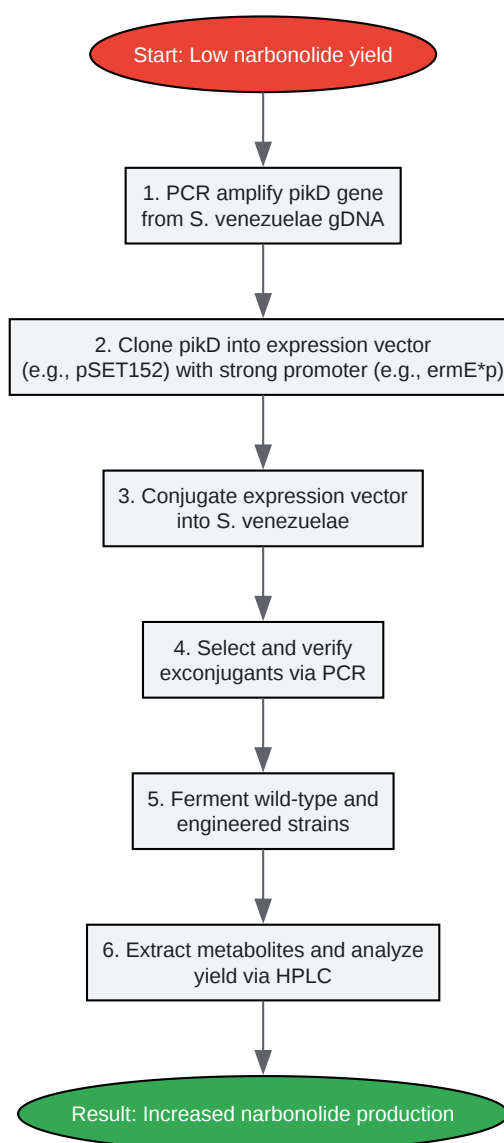 Start: Low narbonolide yield
1. PCR amplify pikD gene
from S. venezuelae gDNA
2. Clone pikD into expression vector
(e.g., pSET152) with strong promoter (e.g., ermE*p)
3. Conjugate expression vector
into S. venezuelae
4. Select and verify
exconjugants via PCR
5. Ferment wild-type and
engineered strains
6. Extract metabolites and analyze
yield via HPLC
Result: Increased narbonolide production